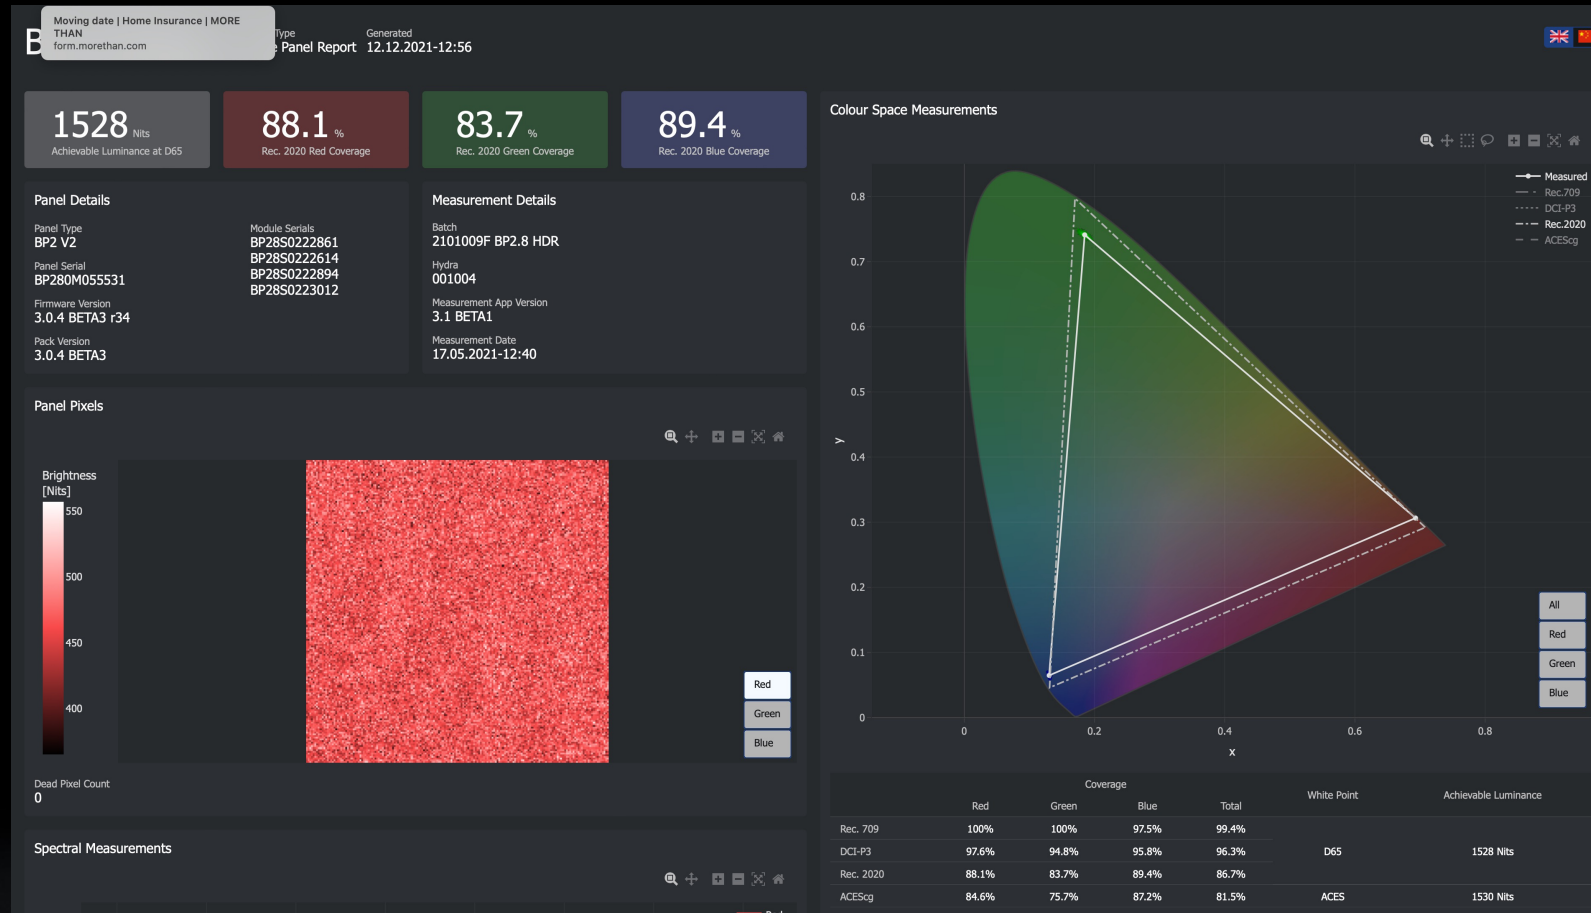 Moving date | Home Insurance | MORE
THAN
form.morethan.com
B
Type
Panel Report
Generated
12.12.2021-12:56
1528 Nits
Achievable Luminance at D65
88.1 %
Rec. 2020 Red Coverage
83.7 %
Rec. 2020 Green Coverage
89.4 %
Rec. 2020 Blue Coverage
Panel Details
Panel Type
BP2 V2
Panel Serial
BP280M055531
Firmware Version
3.0.4 BETA3 r34
Pack Version
3.0.4 BETA3
Module Serials
BP28S0222861
BP28S0222614
BP28S0222894
BP28S0223012
Measurement Details
Batch
2101009F BP2.8 HDR
Hydra
001004
Measurement App Version
3.1 BETA1
Measurement Date
17.05.2021-12:40
Panel Pixels
Brightness
[Nits]
550
500
450
400
Red
Green
Blue
Dead Pixel Count
0
Spectral Measurements
Red
Colour Space Measurements
Measured
Rec.709
DCI-P3
Rec.2020
ACEScg
0.8
0.7
0.6
0.5
0.4
0.3
0.2
0.1
0
y
0 0.2 0.4 0.6 0.8
x
All
Red
Green
Blue
Coverage
Red Green Blue Total White Point Achievable Luminance
Rec. 709 100% 100% 97.5% 99.4%
DCI-P3 97.6% 94.8% 95.8% 96.3% D65 1528 Nits
Rec. 2020 88.1% 83.7% 89.4% 86.7%
ACEScg 84.6% 75.7% 87.2% 81.5% ACES 1530 Nits